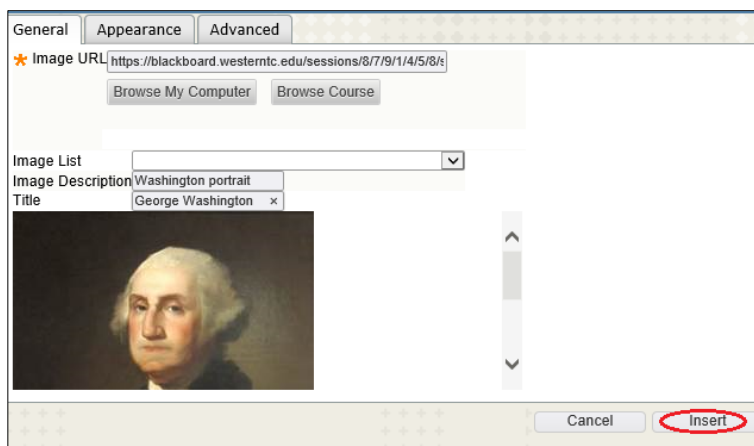 General Appearance Advanced
Image URL https://blackboard.westerntc.edu/sessions/8/7/9/1/4/5/8/s
Browse My Computer Browse Course
Image List
Image Description Washington portrait
Title George Washington ×
Cancel Insert